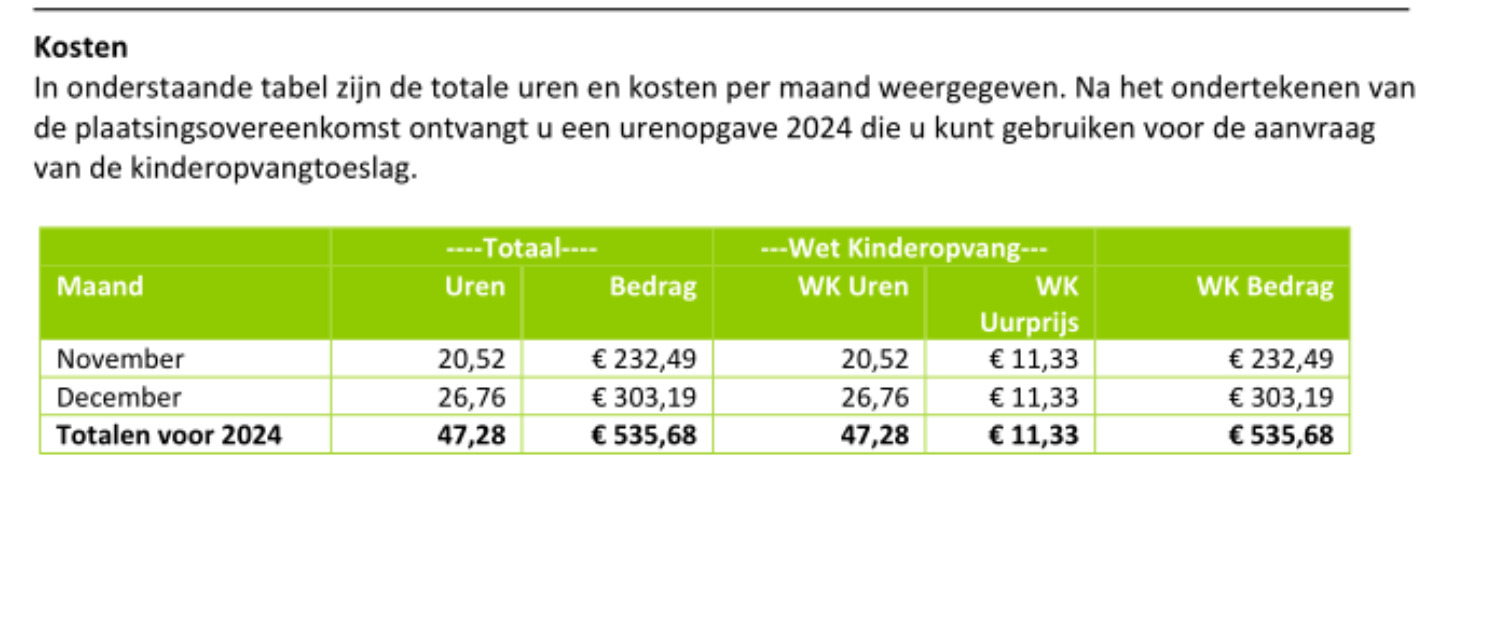 Kosten
In onderstaande tabel zijn de totale uren en kosten per maand weergegeven. Na het ondertekenen van
de plaatsingsovereenkomst ontvangt u een urenopgave 2024 die u kunt gebruiken voor de aanvraag
van de kinderopvangtoeslag.
----Totaal---- ---Wet Kinderopvang---
Maand Uren Bedrag WK Uren WK WK Bedrag
Uurprijs
November 20,52 € 232,49 20,52 € 11,33 € 232,49
December 26,76 € 303,19 26,76 € 11,33 € 303,19
Totalen voor 2024 47,28 € 535,68 47,28 € 11,33 € 535,68